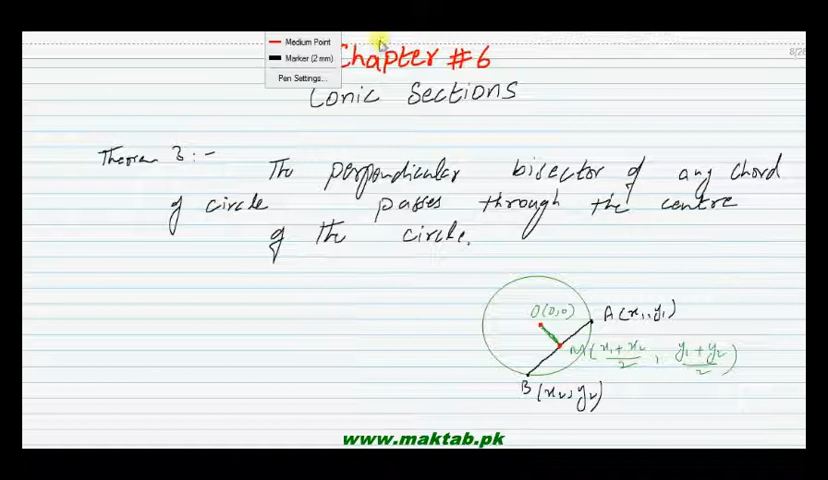 Medium Point
Marker (2 mm)
Pen Settings...
Chapter #6
Conic Sections
Theorem 3:-
The perpendicular bisector of any chord
of circle passes through the centre
of the circle.
O(0,0)
A(x₁,y₁)
M(x₁+x₂/2, y₁+y₂/2)
B(x₂,y₂)
www.maktab.pk